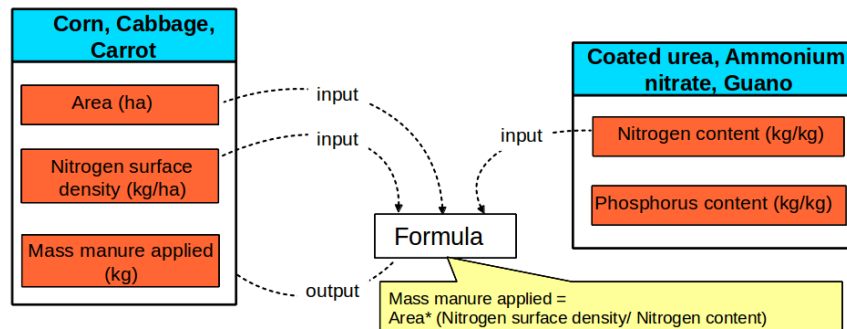 Corn, Cabbage,
Carrot
Area (ha)
Nitrogen surface
density (kg/ha)
Mass manure applied
(kg)
input
input
input
output
Formula
Coated urea, Ammonium
nitrate, Guano
Nitrogen content (kg/kg)
Phosphorus content (kg/kg)
Mass manure applied =
Area* (Nitrogen surface density/ Nitrogen content)